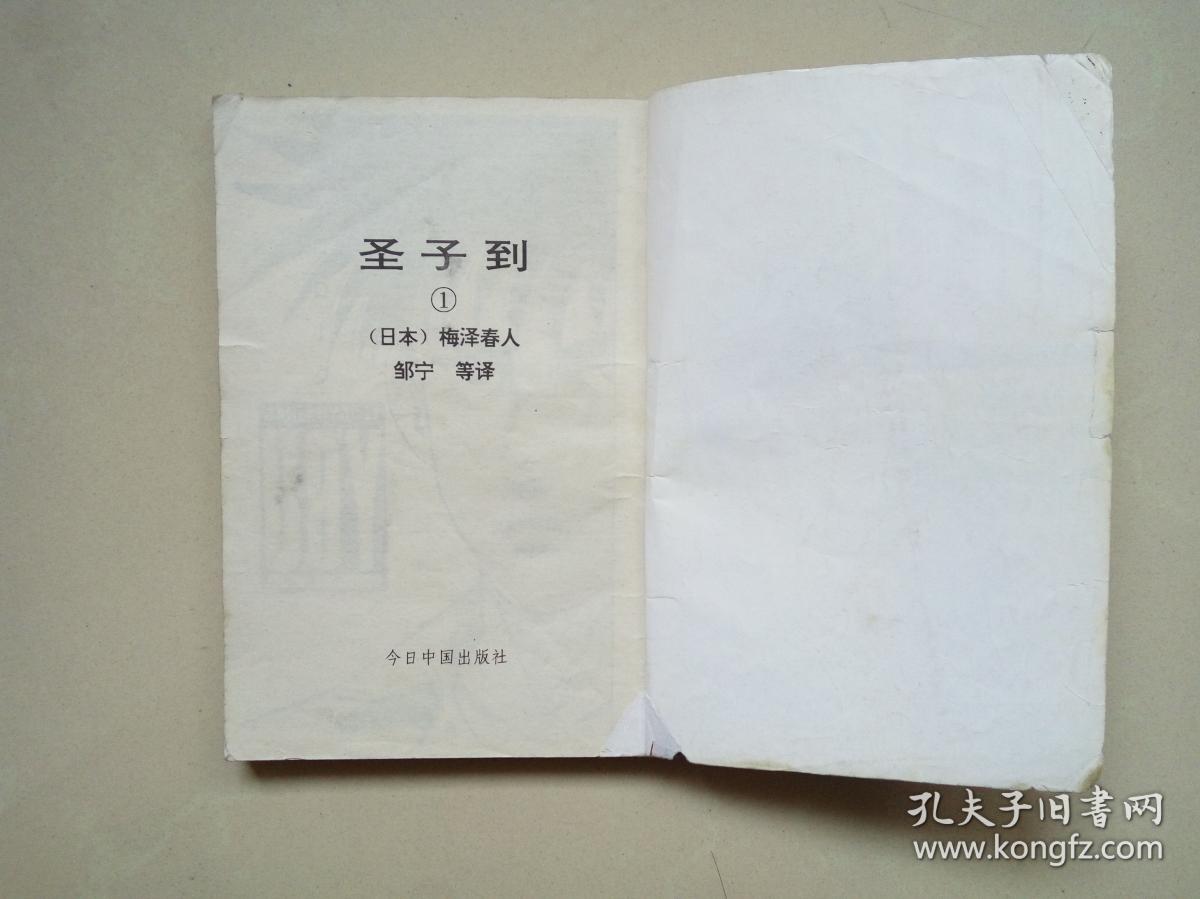 圣子到
①
（日本）梅泽春人
邹宁 等译
今日中国出版社
孔夫子旧書网
www.kongfz.com